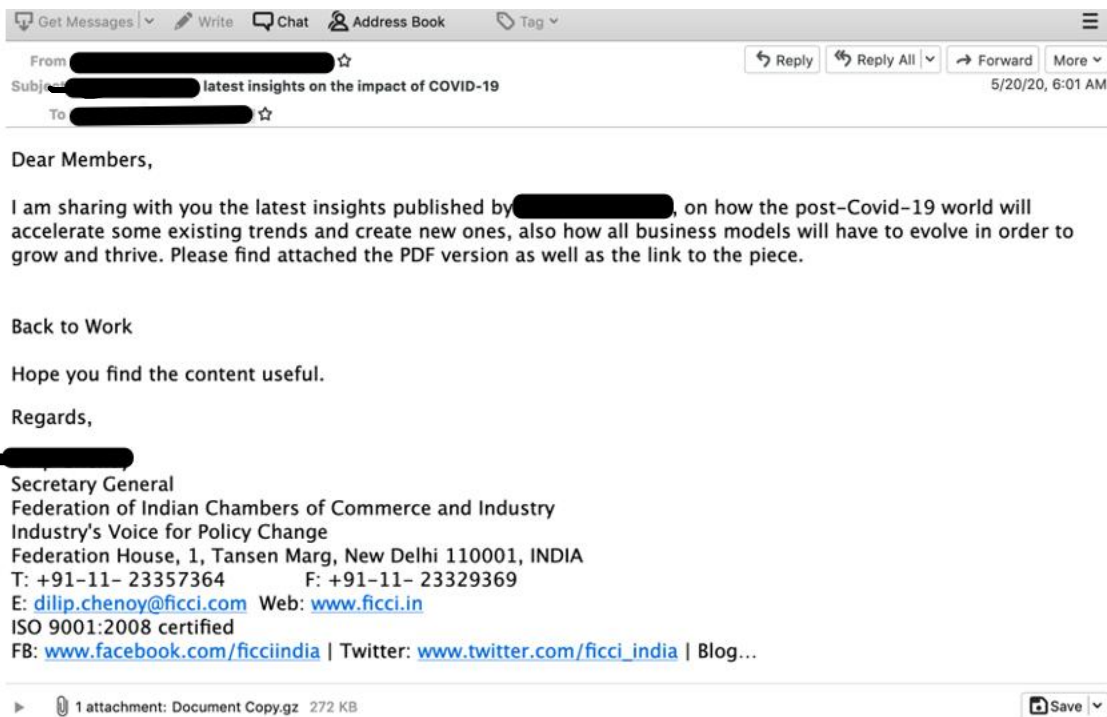 Get Messages Write Chat Address Book Tag
From
Reply Reply All Forward More
latest insights on the impact of COVID-19
5/20/20, 6:01 AM
To
Dear Members,
I am sharing with you the latest insights published by , on how the post-Covid-19 world will
accelerate some existing trends and create new ones, also how all business models will have to evolve in order to
grow and thrive. Please find attached the PDF version as well as the link to the piece.
Back to Work
Hope you find the content useful.
Regards,
Secretary General
Federation of Indian Chambers of Commerce and Industry
Industry's Voice for Policy Change
Federation House, 1, Tansen Marg, New Delhi 110001, INDIA
T: +91-11- 23357364 F: +91-11- 23329369
E: dilip.chenoy@ficci.com Web: www.ficci.in
ISO 9001:2008 certified
FB: www.facebook.com/ficciindia | Twitter: www.twitter.com/ficci_india | Blog...
1 attachment: Document Copy.gz 272 KB Save